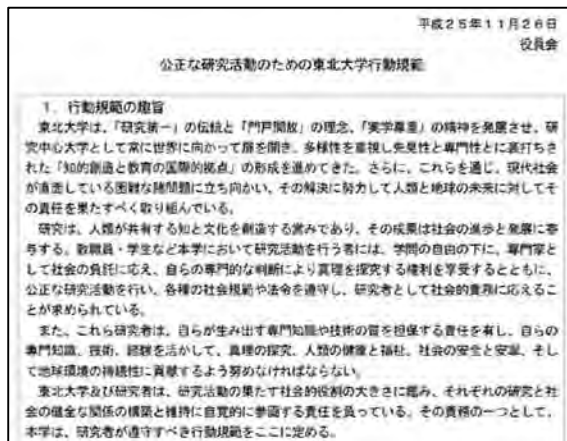 平成25年11月26日
役員会
公正な研究活動のための東北大学行動規範
1．行動規範の趣旨
東北大学は、「研究第一」の伝統と「門戸開放」の理念、「実学尊重」の精神を発展させ、研
究中心大学として常に世界に向かって扉を開き、多様性を重視し先見性と専門性とに裏打ちさ
れた「知的創造と教育の国際的拠点」の形成を進めてきた。さらに、これらを通じ、現代社会
が直面している困難な諸問題に立ち向かい、その解決に努力して人類と地球の未来に対してそ
の責任を果たすべく取り組んでいる。
研究は、人類が共有する知と文化を創造する営みであり、その成果は社会の進歩と発展に寄
与する。教職員・学生など本学において研究活動を行う者には、学問の自由の下に、専門家と
して社会の負託に応え、自らの専門的な判断により真理を探究する権利を享受するとともに、
公正な研究活動を行い、各種の社会規範や法令を遵守し、研究者として社会的責務に応えるこ
とが求められている。
また、これら研究者は、自らが生み出す専門知識や技術の質を担保する責任を有し、自らの
専門知識、技術、経験を活かして、真理の探究、人類の健康と福祉、社会の安全と安寧、そし
て地球環境の持続性に貢献するよう努めなければならない。
東北大学及び研究者は、研究活動の果たす社会的役割の大きさに鑑み、それぞれの研究と社
会の健全な関係の構築と維持に自覚的に参画する責任を負っている。その責務の一つとして、
本学は、研究者が遵守すべき行動規範をここに定める。